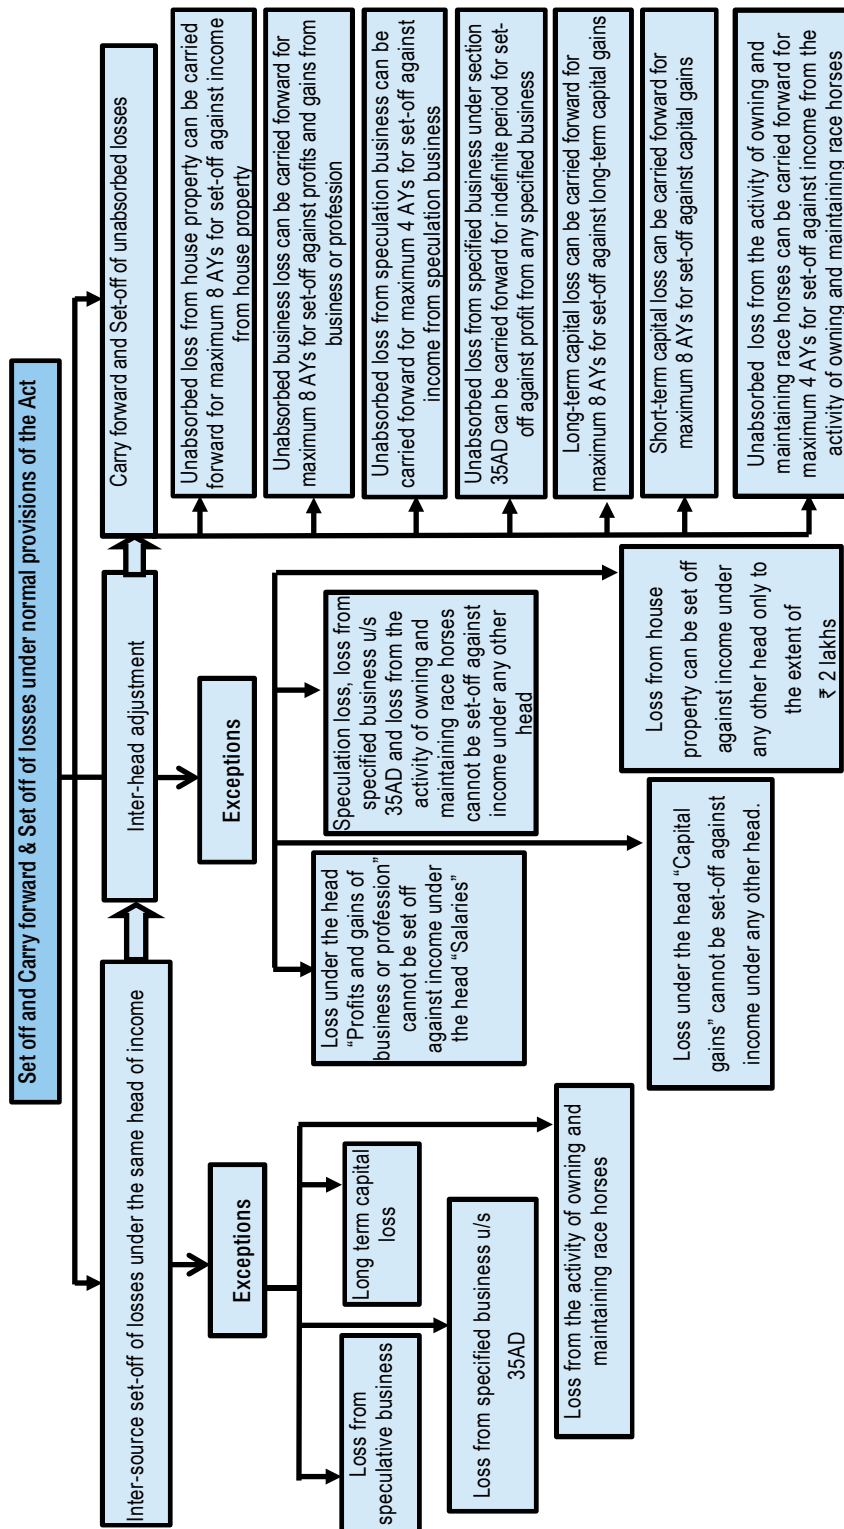 Set off and Carry forward & Set off of losses under normal provisions of the Act
Inter-source set-off of losses under the same head of income
Exceptions
Loss from
speculative business
Long term capital
loss
Loss from specified business u/s
35AD
Loss from the activity of owning and
maintaining race horses
Inter-head adjustment
Exceptions
Loss under the head
“Profits and gains of
business or profession”
cannot be set off
against income under
the head “Salaries”
Speculation loss, loss from
specified business u/s
35AD and loss from the
activity of owning and
maintaining race horses
cannot be set-off against
income under any other
head
Loss under the head “Capital
gains” cannot be set-off against
income under any other head.
Loss from house
property can be set off
against income under
any other head only to
the extent of
₹ 2 lakhs
Carry forward and Set-off of unabsorbed losses
Unabsorbed loss from house property can be carried
forward for maximum 8 AYs for set-off against income
from house property
Unabsorbed business loss can be carried forward for
maximum 8 AYs for set-off against profits and gains from
business or profession
Unabsorbed loss from speculation business can be
carried forward for maximum 4 AYs for set-off against
income from speculation business
Unabsorbed loss from specified business under section
35AD can be carried forward for indefinite period for set-
off against profit from any specified business
Long-term capital loss can be carried forward for
maximum 8 AYs for set-off against long-term capital gains
Short-term capital loss can be carried forward for
maximum 8 AYs for set-off against capital gains
Unabsorbed loss from the activity of owning and
maintaining race horses can be carried forward for
maximum 4 AYs for set-off against income from the
activity of owning and maintaining race horses